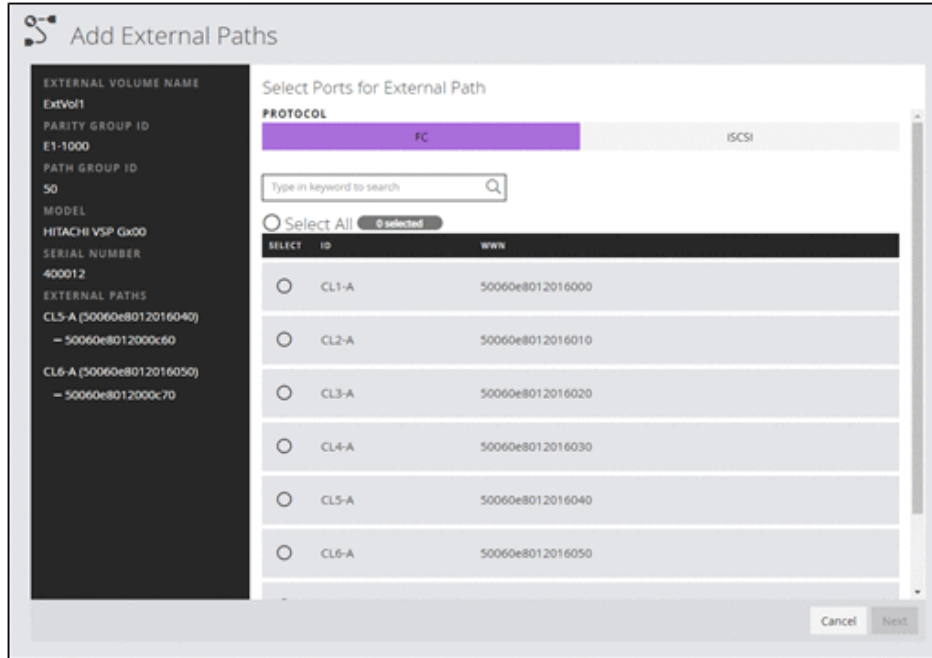 Add External Paths
EXTERNAL VOLUME NAME
ExtVol1
PARITY GROUP ID
E1-1000
PATH GROUP ID
50
MODEL
HITACHI VSP Gx00
SERIAL NUMBER
400012
EXTERNAL PATHS
CL5-A (50060e8012016040)
– 50060e8012000c60
CL6-A (50060e8012016050)
– 50060e8012000c70
Select Ports for External Path
PROTOCOL
FC iSCSI
Type in keyword to search
Select All 0 selected
SELECT ID WWN
CL1-A 50060e8012016000
CL2-A 50060e8012016010
CL3-A 50060e8012016020
CL4-A 50060e8012016030
CL5-A 50060e8012016040
CL6-A 50060e8012016050
Cancel Next